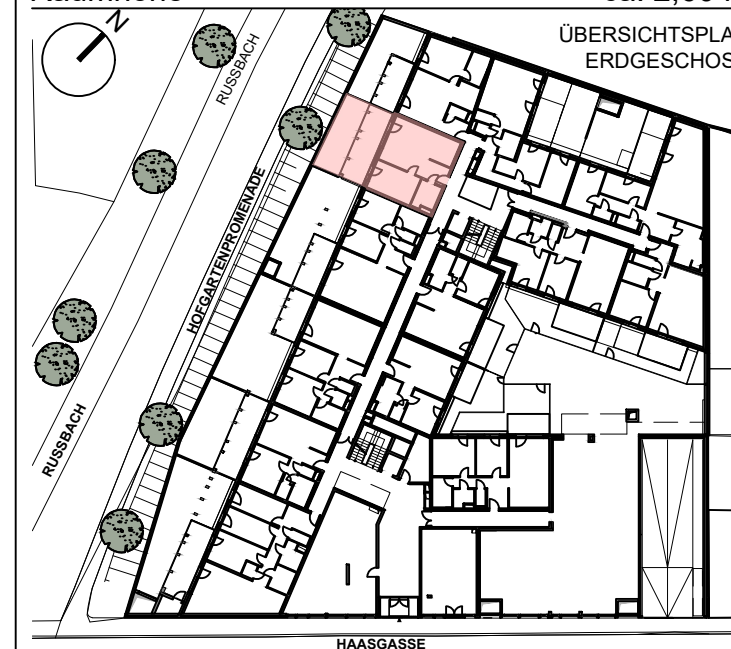 N
ÜBERSICHTSPLA
ERDGESCHOS
RUSSBACH
HOFGARTENPROMENADE
RUSSBACH
HAASGASSE